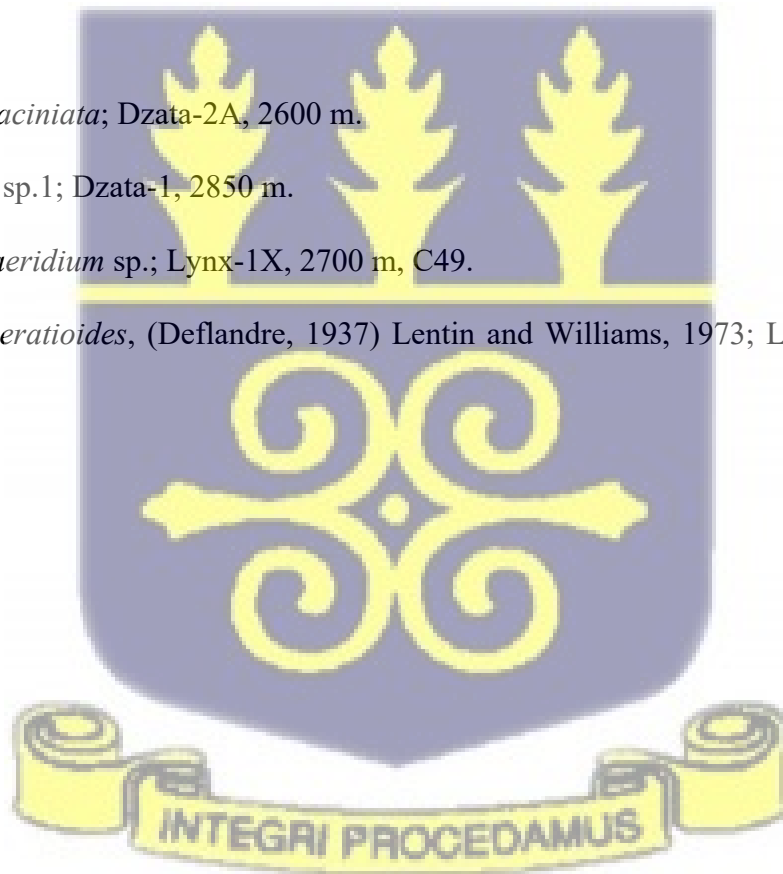 aciniata; Dzata-2A, 2600 m.
sp.1; Dzata-1, 2850 m.
aeridium sp.; Lynx-1X, 2700 m, C49.
eratioides, (Deflandre, 1937) Lentin and Williams, 1973; L
INTEGRI PROCEDAMUS